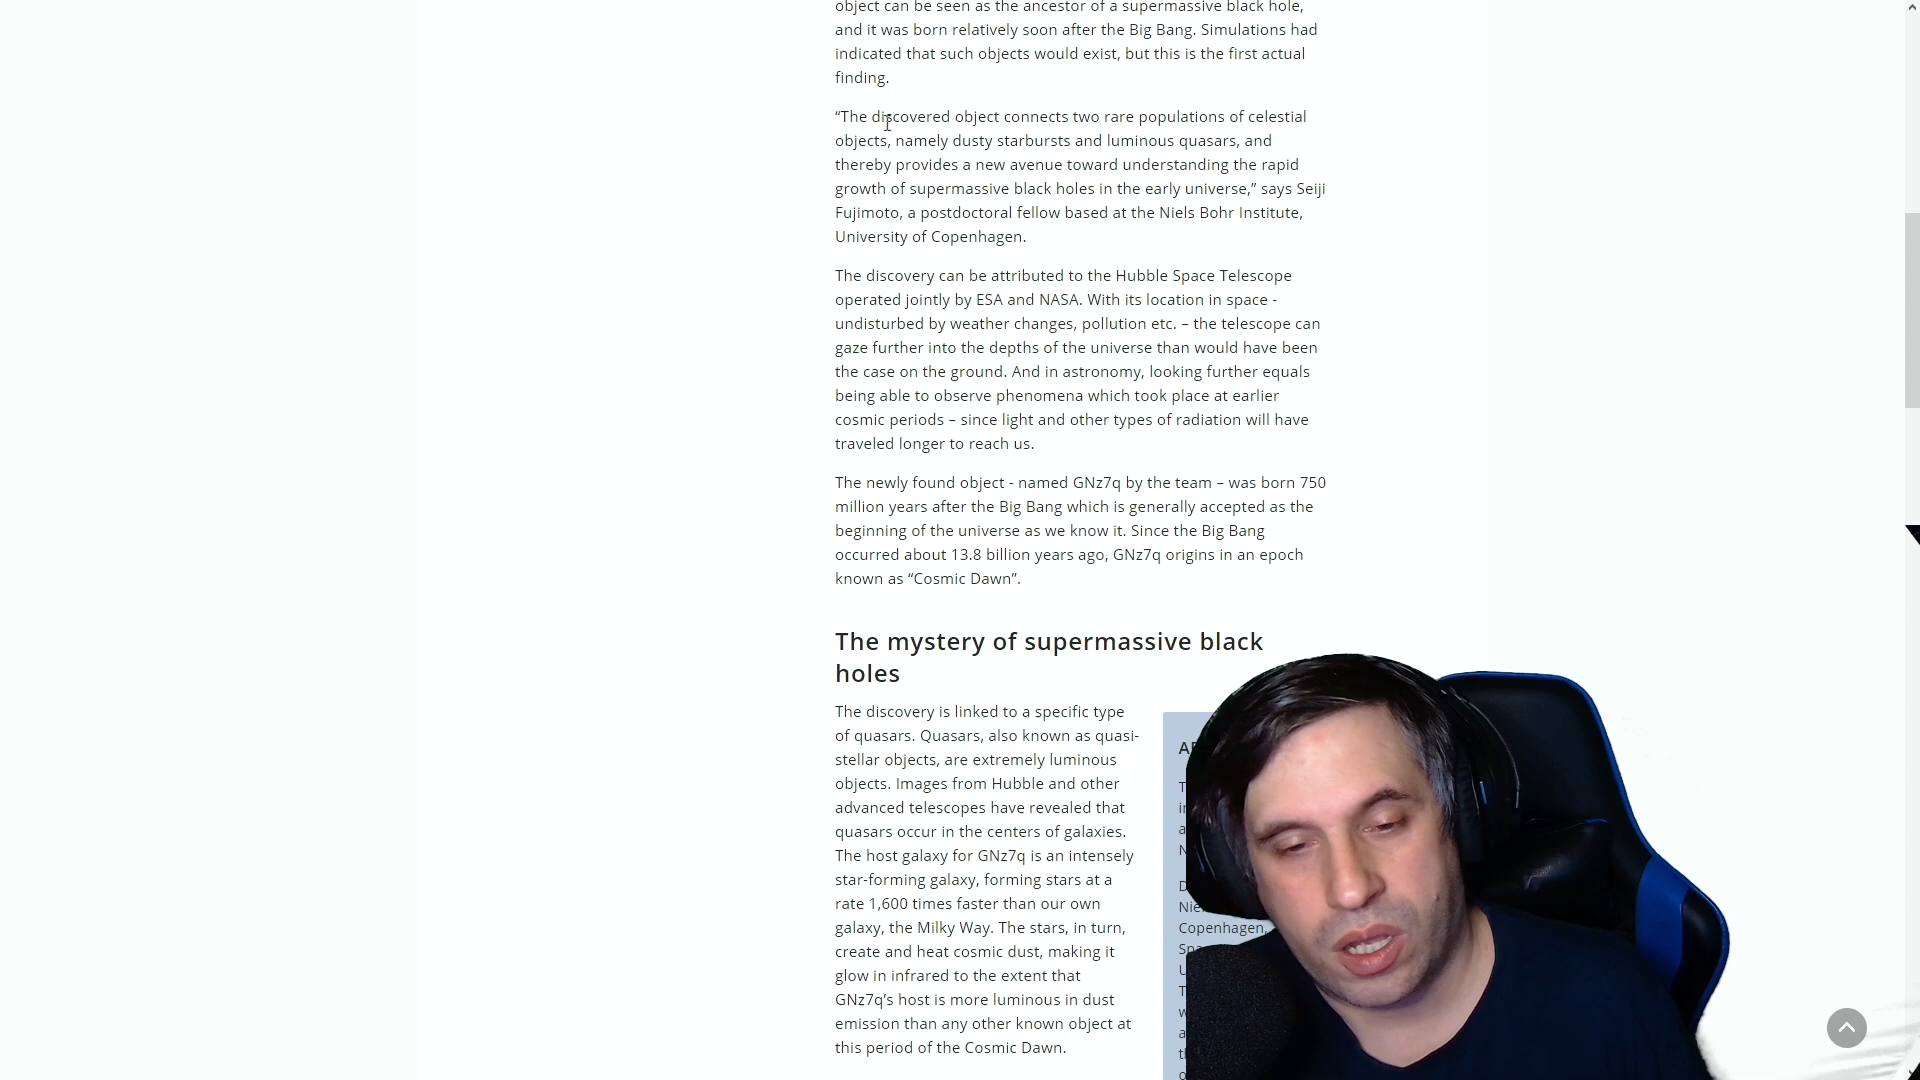 object can be seen as the ancestor of a supermassive black hole,
and it was born relatively soon after the Big Bang. Simulations had
indicated that such objects would exist, but this is the first actual
finding.
“The discovered object connects two rare populations of celestial
objects, namely dusty starbursts and luminous quasars, and
thereby provides a new avenue toward understanding the rapid
growth of supermassive black holes in the early universe,” says Seiji
Fujimoto, a postdoctoral fellow based at the Niels Bohr Institute,
University of Copenhagen.
The discovery can be attributed to the Hubble Space Telescope
operated jointly by ESA and NASA. With its location in space -
undisturbed by weather changes, pollution etc. – the telescope can
gaze further into the depths of the universe than would have been
the case on the ground. And in astronomy, looking further equals
being able to observe phenomena which took place at earlier
cosmic periods – since light and other types of radiation will have
traveled longer to reach us.
The newly found object - named GNz7q by the team – was born 750
million years after the Big Bang which is generally accepted as the
beginning of the universe as we know it. Since the Big Bang
occurred about 13.8 billion years ago, GNz7q origins in an epoch
known as “Cosmic Dawn”.
The mystery of supermassive black
holes
The discovery is linked to a specific type
of quasars. Quasars, also known as quasi-
stellar objects, are extremely luminous
objects. Images from Hubble and other
advanced telescopes have revealed that
quasars occur in the centers of galaxies.
The host galaxy for GNz7q is an intensely
star-forming galaxy, forming stars at a
rate 1,600 times faster than our own
galaxy, the Milky Way. The stars, in turn,
create and heat cosmic dust, making it
glow in infrared to the extent that
GNz7q’s host is more luminous in dust
emission than any other known object at
this period of the Cosmic Dawn.
Copenhagen,